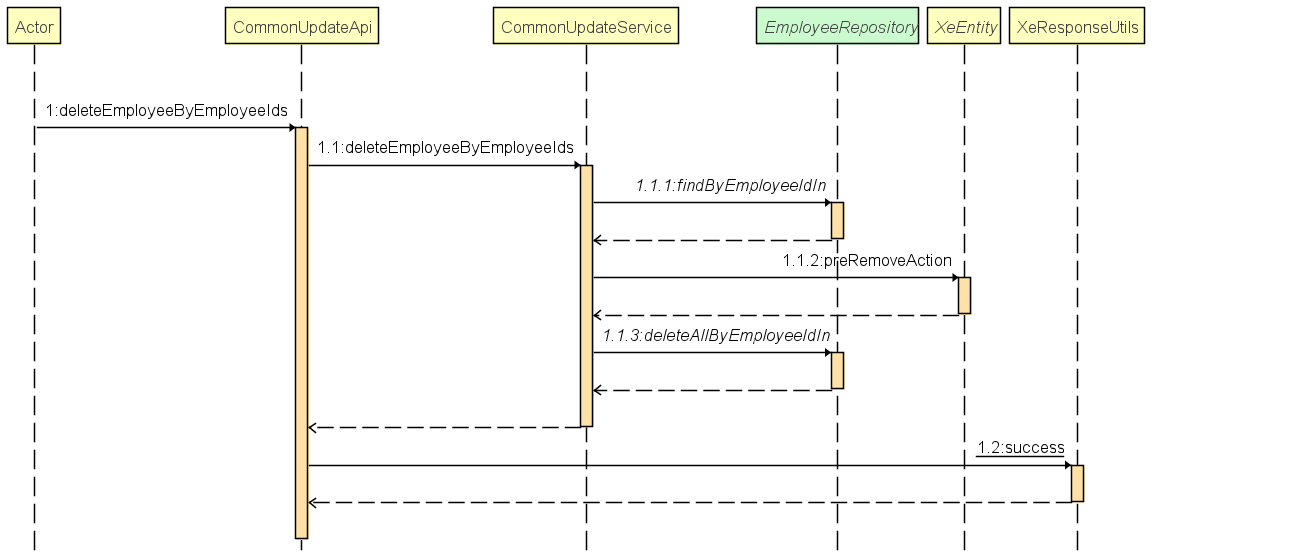 Actor
CommonUpdateApi
CommonUpdateService
EmployeeRepository
XeEntity
XeResponseUtils
1:deleteEmployeeByEmployeeIds
1.1:deleteEmployeeByEmployeeIds
1.1.1:findByEmployeeIdIn
1.1.2:preRemoveAction
1.1.3:deleteAllByEmployeeIdIn
1.2:success